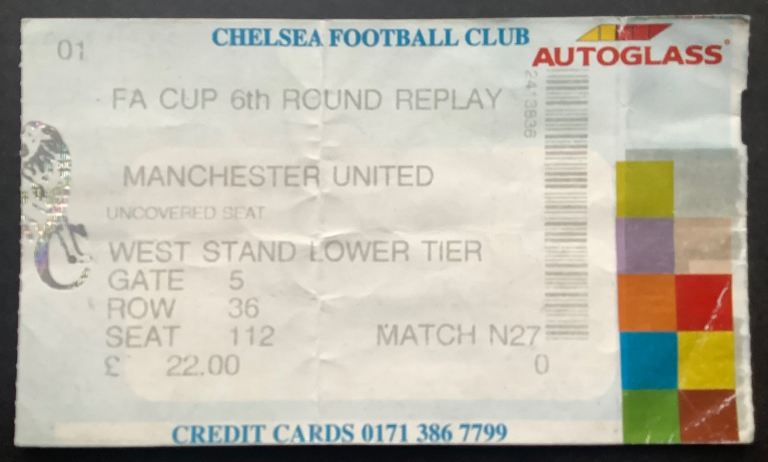 CHELSEA FOOTBALL CLUB
AUTOGLASS
01
FA CUP 6th ROUND REPLAY
MANCHESTER UNITED
UNCOVERED SEAT
WEST STAND LOWER TIER
GATE 5
ROW 36
SEAT 112 MATCH N27
£ 22.00 0
CREDIT CARDS 0171 386 7799